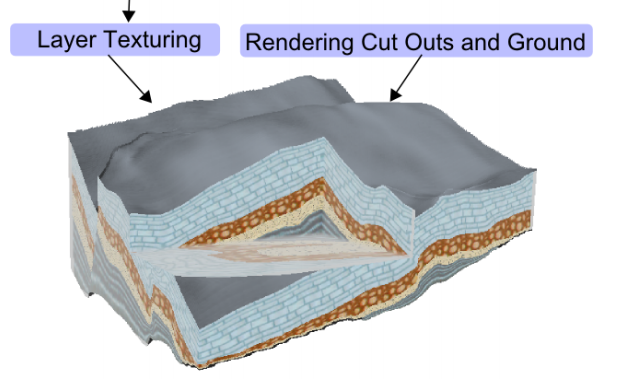 Layer Texturing
Rendering Cut Outs and Ground